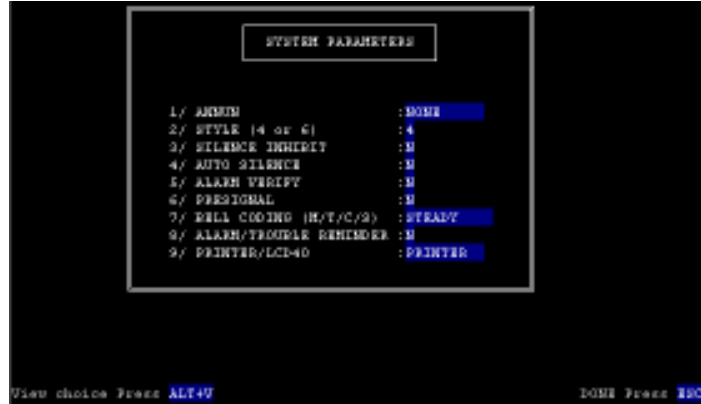 SYSTEM PARAMETERS
1/ ANNUN :NONE
2/ STYLE (4 or 6) :4
3/ SILENCE INHIBIT :N
4/ AUTO SILENCE :N
5/ ALARM VERIFY :N
6/ PRESIGNAL :N
7/ BELL CODING (M/T/C/S) :STEADY
8/ ALARM/TROUBLE REMINDER :N
9/ PRINTER/LCD40 :PRINTER
View choice Press ALT+V DONE Press ESC